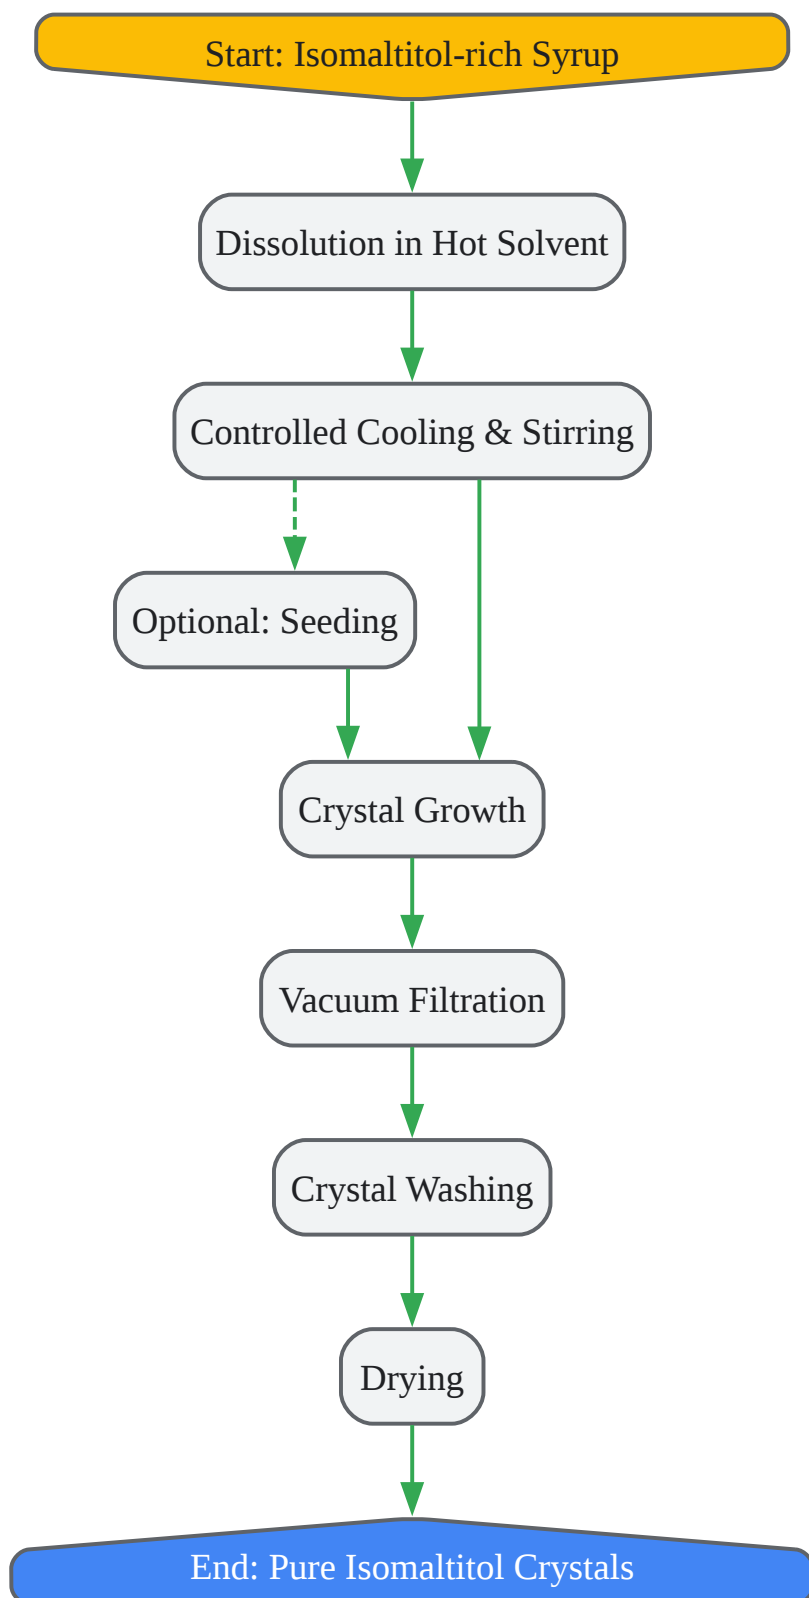 Start: Isomaltitol-rich Syrup
Dissolution in Hot Solvent
Controlled Cooling & Stirring
Optional: Seeding
Crystal Growth
Vacuum Filtration
Crystal Washing
Drying
End: Pure Isomaltitol Crystals